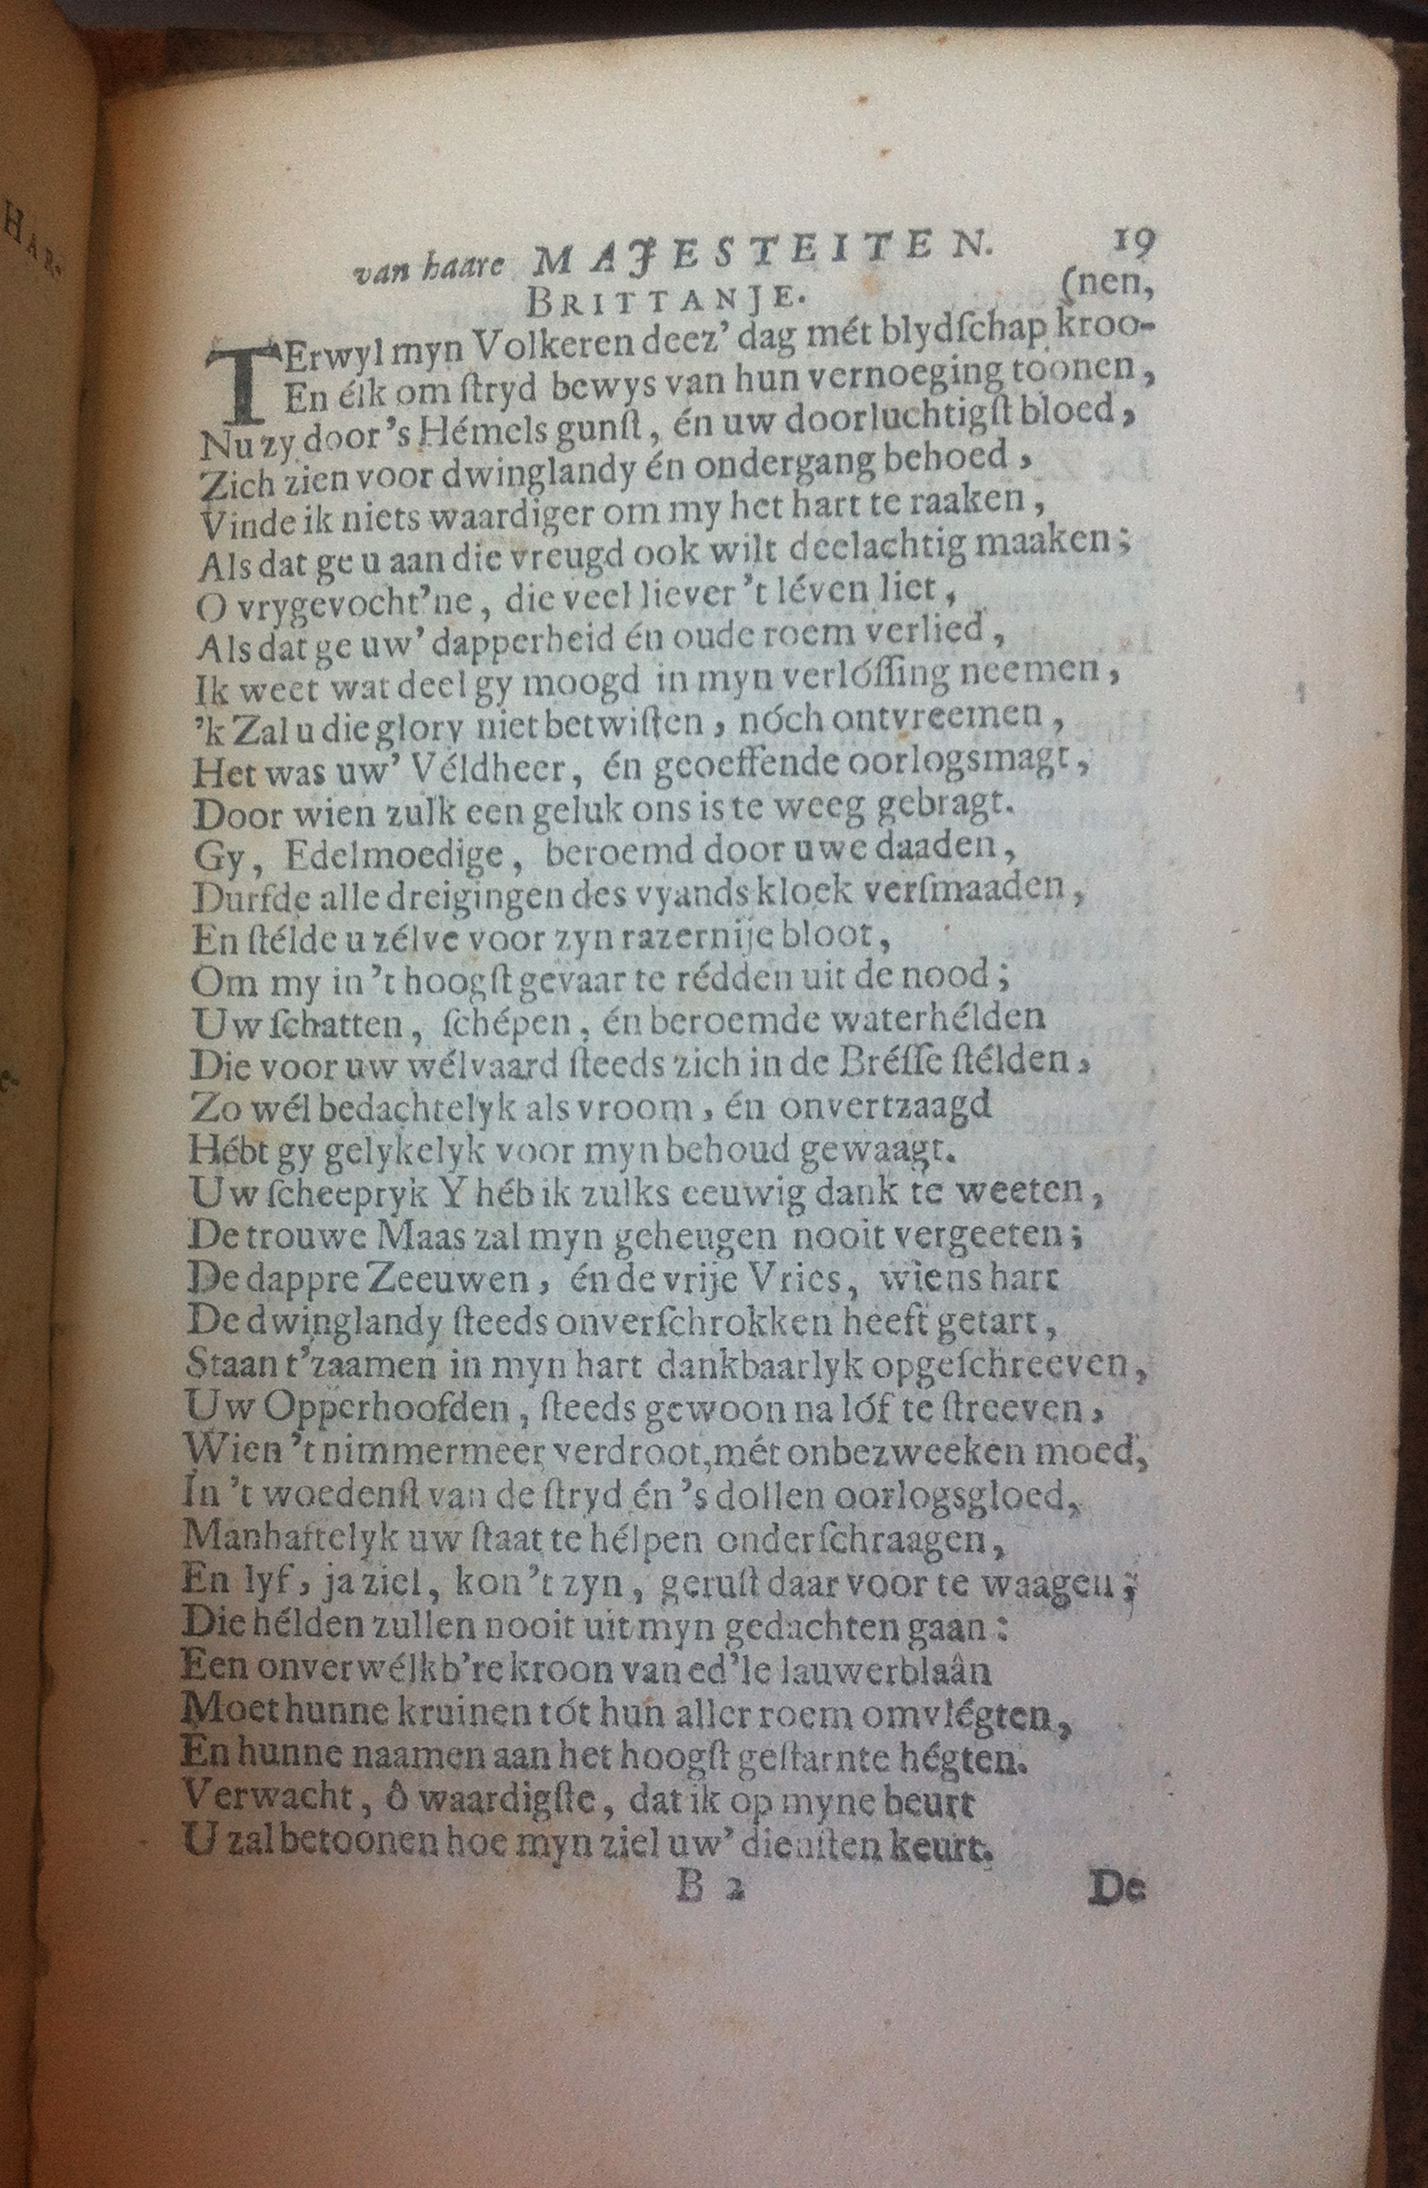 van haare MAJESTEITEN. 19
BRITTANJE. (nen,
TErwyl myn Volkeren deez' dag mét blydſchap kroo-
En élk om ſtryd bewys van hun vernoeging toonen,
Nu zy door 's Hémels gunſt, én uw doorluchtigſt bloed,
Zich zien voor dwinglandy én ondergang behoed,
Vinde ik niets waardiger om my het hart te raaken,
Als dat ge u aan die vreugd ook wilt deelachtig maaken;
O vrygevocht'ne, die veel liever 't léven liet,
Als dat ge uw' dapperheid én oude roem verlied,
Ik weet wat deel gy moogd in myn verlóſſing neemen,
'k Zal u die glory niet betwiſten, nóch ontvreemen,
Het was uw' Véldheer, én geoeffende oorlogsmagt,
Door wien zulk een geluk ons is te weeg gebragt.
Gy, Edelmoedige, beroemd door uwe daaden,
Durfde alle dreigingen des vyands kloek verſmaaden,
En ſtélde u zélve voor zyn razernije bloot,
Om my in 't hoogſt gevaar te rédden uit de nood;
Uw ſchatten, ſchépen, én beroemde waterhélden
Die voor uw wélvaard ſteeds zich in de Bréſſe ſtélden,
Zo wél bedachtelyk als vroom, én onvertzaagd
Hébt gy gelykelyk voor myn behoud gewaagt.
Uw ſcheepryk Y héb ik zulks eeuwig dank te weeten,
De trouwe Maas zal myn geheugen nooit vergeeten;
De dappre Zeeuwen, én de vrije Vries, wiens hart
De dwinglandy ſteeds onverſchrokken heeft getart,
Staan t'zaamen in myn hart dankbaarlyk opgeſchreeven,
Uw Opperhoofden, ſteeds gewoon na lóf te ſtreeven,
Wien 't nimmermeer verdroot, mét onbezweeken moed,
In 't woedenſt van de ſtryd én 's dollen oorlogsgloed,
Manhaftelyk uw ſtaat te hélpen onderſchraagen,
En lyf, ja ziel, kon 't zyn, geruſt daar voor te waagen;
Die hélden zullen nooit uit myn gedachten gaan:
Een onverwélkb're kroon van ed'le lauwerblaân
Moet hunne kruinen tót hun aller roem omvlégten,
En hunne naamen aan het hoogſt geſtarnte hégten.
Verwacht, ô waardigſte, dat ik op myne beurt
U zal betoonen hoe myn ziel uw' dienſten keurt.
B 2 De
HAR-
e-